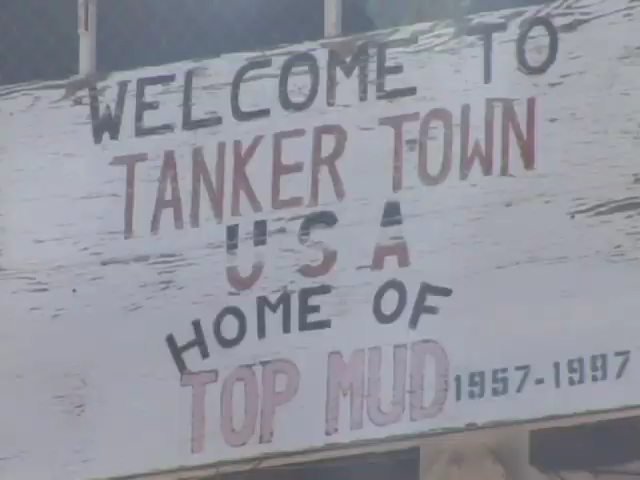 WELCOME TO
TANKER TOWN
USA
HOME OF
TOP MUD 1957-1997